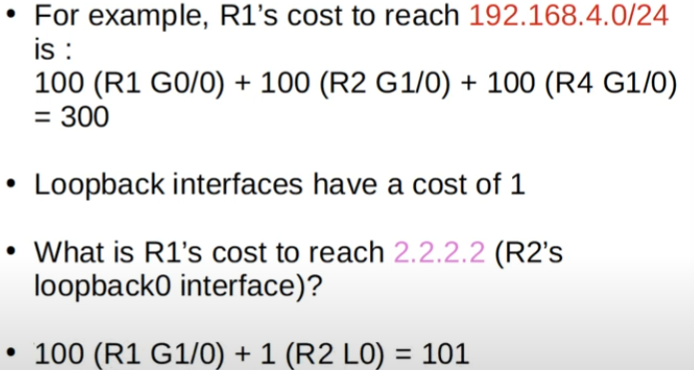 • For example, R1's cost to reach 192.168.4.0/24
is :
100 (R1 G0/0) + 100 (R2 G1/0) + 100 (R4 G1/0)
= 300
• Loopback interfaces have a cost of 1
• What is R1's cost to reach 2.2.2.2 (R2's
loopback0 interface)?
• 100 (R1 G1/0) + 1 (R2 L0) = 101